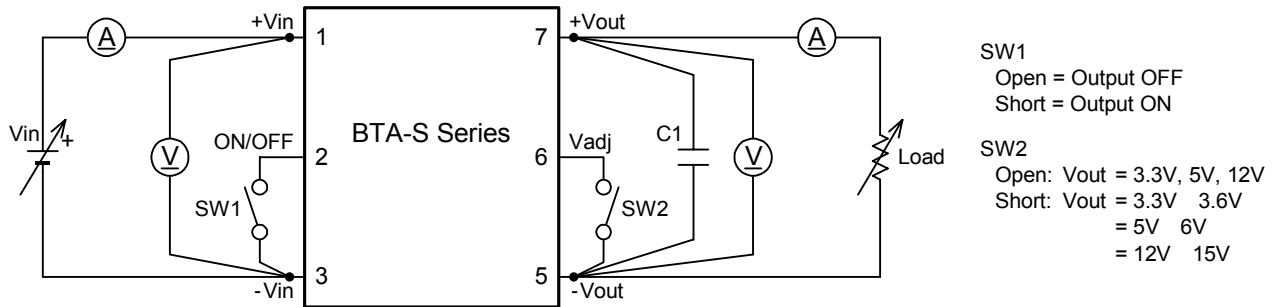 +Vin
A
1
Vin
+
V
ON/OFF
2
SW1
3
-Vin
BTA-S Series
+Vout
7
A
Vadj
6
SW2
C1
V
Load
5
-Vout
SW1
Open = Output OFF
Short = Output ON
SW2
Open: Vout = 3.3V, 5V, 12V
Short: Vout = 3.3V 3.6V
= 5V 6V
= 12V 15V